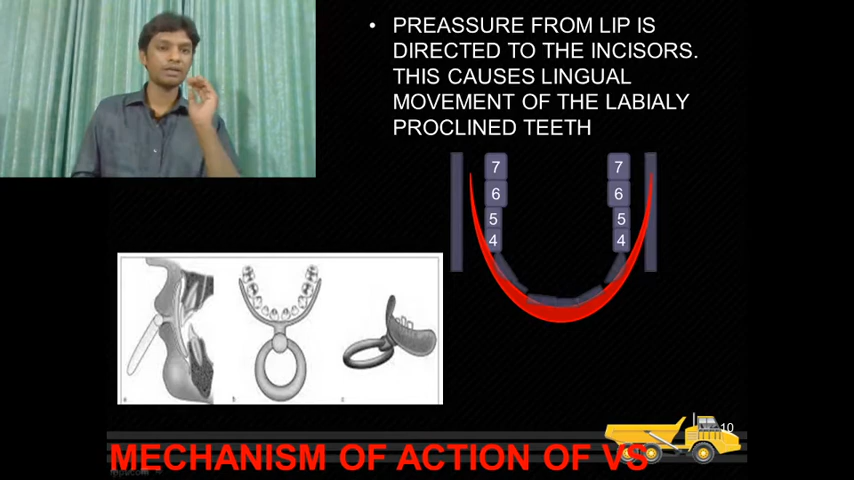 • PREASSURE FROM LIP IS
DIRECTED TO THE INCISORS.
THIS CAUSES LINGUAL
MOVEMENT OF THE LABIALY
PROCLINED TEETH
7 7
6 6
5 5
4 4
a b c
10
MECHANISM OF ACTION OF VS